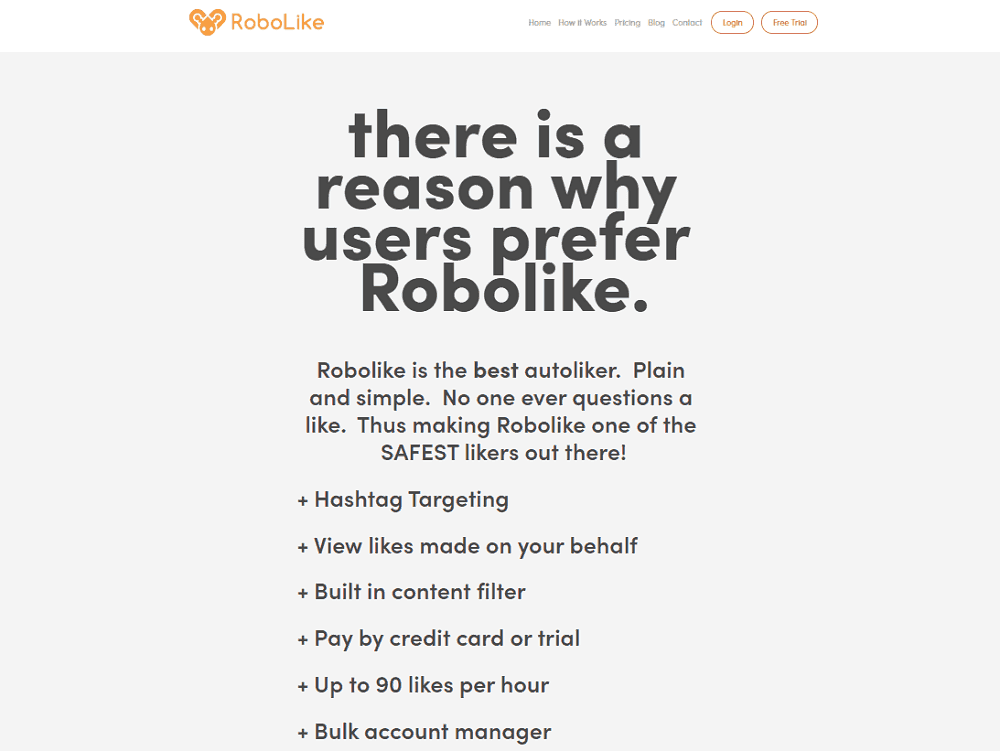 RoboLike
Home How it Works Pricing Blog Contact Login Free Trial
there is a
reason why
users prefer
Robolike.
Robolike is the best autoliker. Plain
and simple. No one ever questions a
like. Thus making Robolike one of the
SAFEST likers out there!
+ Hashtag Targeting
+ View likes made on your behalf
+ Built in content filter
+ Pay by credit card or trial
+ Up to 90 likes per hour
+ Bulk account manager